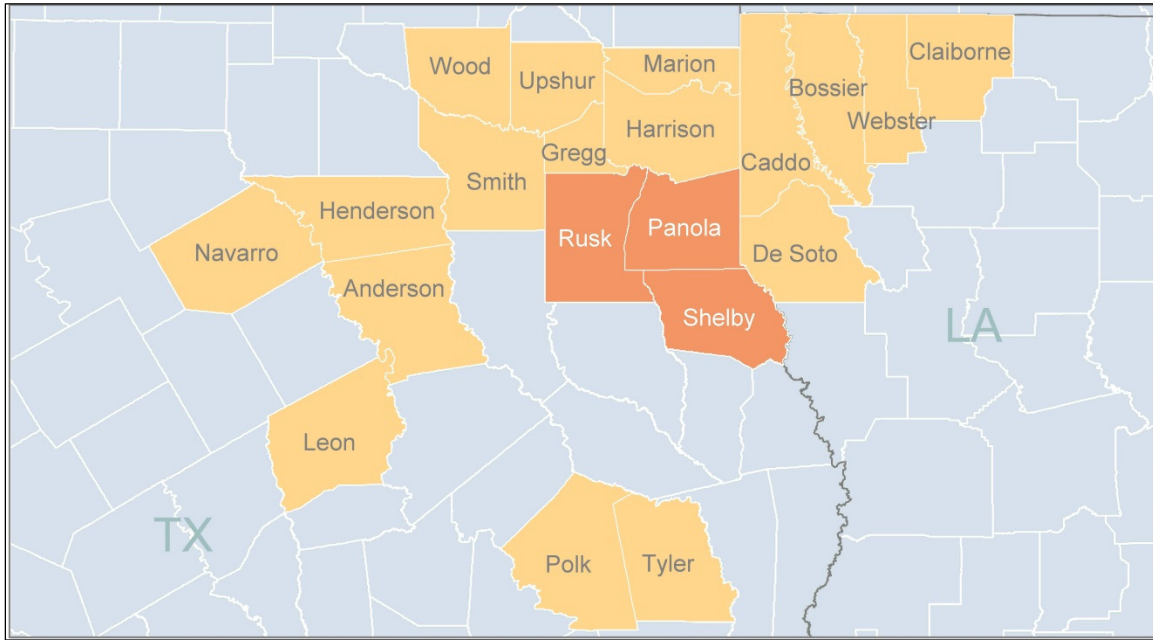 Claiborne
Wood
Marion
Upshur
Bossier
Webster
Harrison
Gregg
Caddo
Smith
Henderson
Panola
Rusk
Navarro
De Soto
Anderson
Shelby
LA
Leon
TX
Polk
Tyler